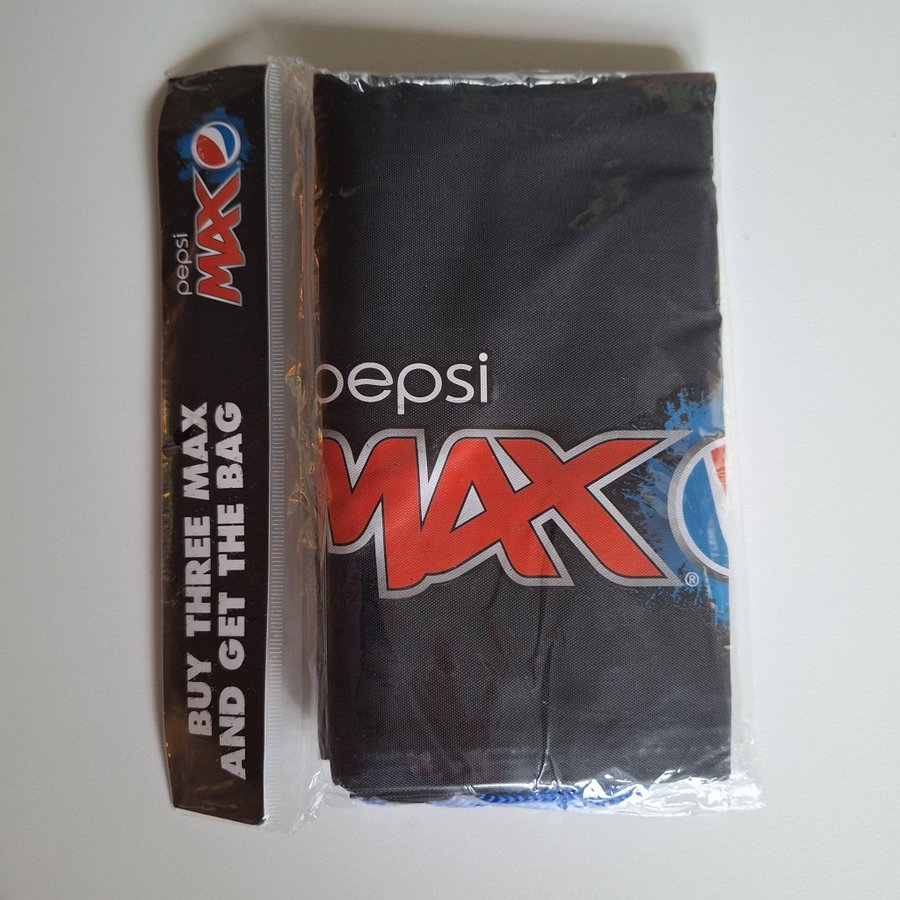 pepsi
MAX
BUY THREE MAX
AND GET THE BAG
pepsi
MAX®